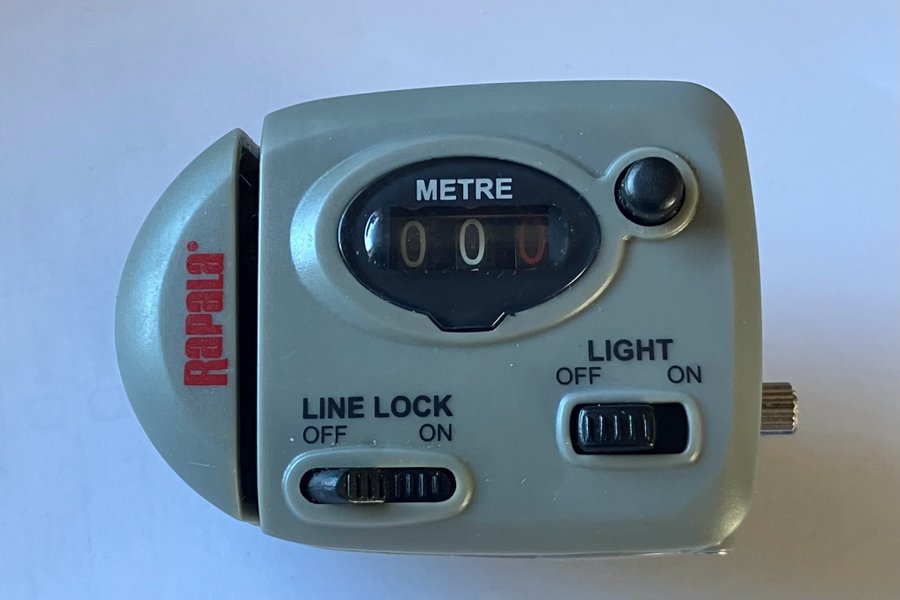 METRE
000
RAPALA®
LIGHT
OFF ON
LINE LOCK
OFF ON